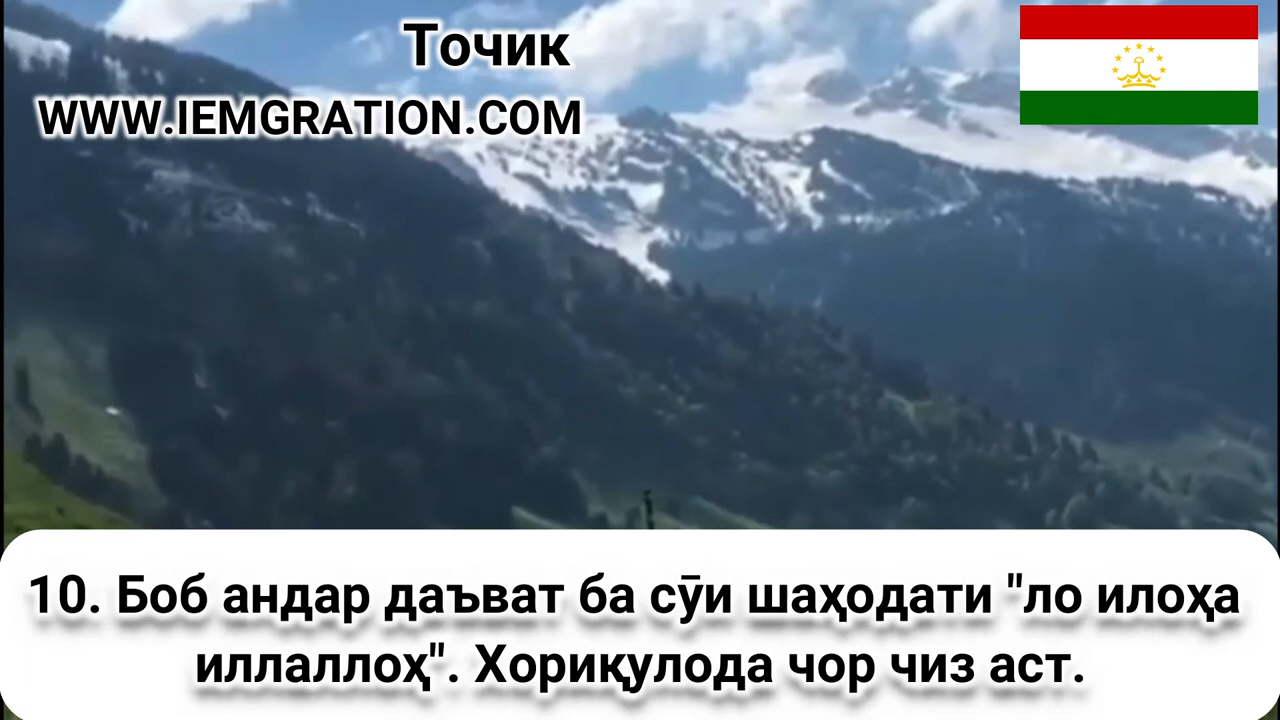 Точик
WWW.IEMGRATION.COM
10. Боб андар даъват ба сӯи шаҳодати "ло илоҳа
иллаллоҳ". Хориқулода чор чиз аст.